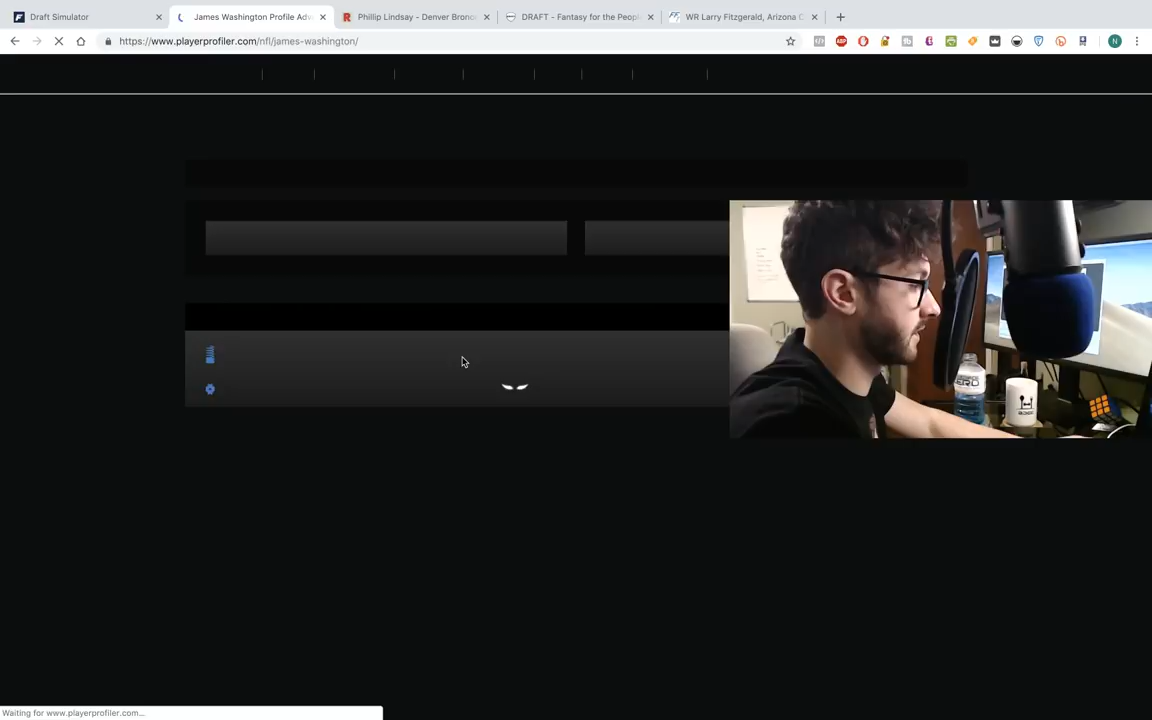 Draft Simulator
James Washington Profile Adv
Phillip Lindsay - Denver Bronc
DRAFT - Fantasy for the Peopl
WR Larry Fitzgerald, Arizona C
https://www.playerprofiler.com/nfl/james-washington/
ABP
N
Waiting for www.playerprofiler.com...